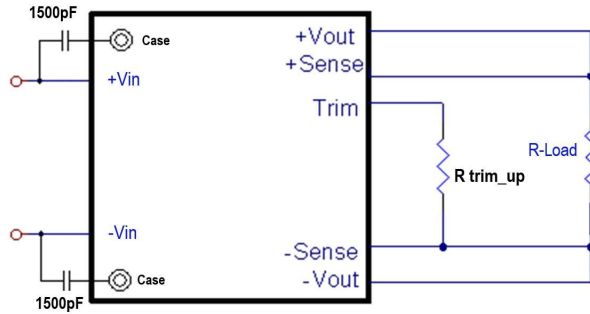 1500pF
Case
+Vin
+Vout
+Sense
Trim
R-Load
R trim_up
-Vin
-Sense
-Vout
Case
1500pF